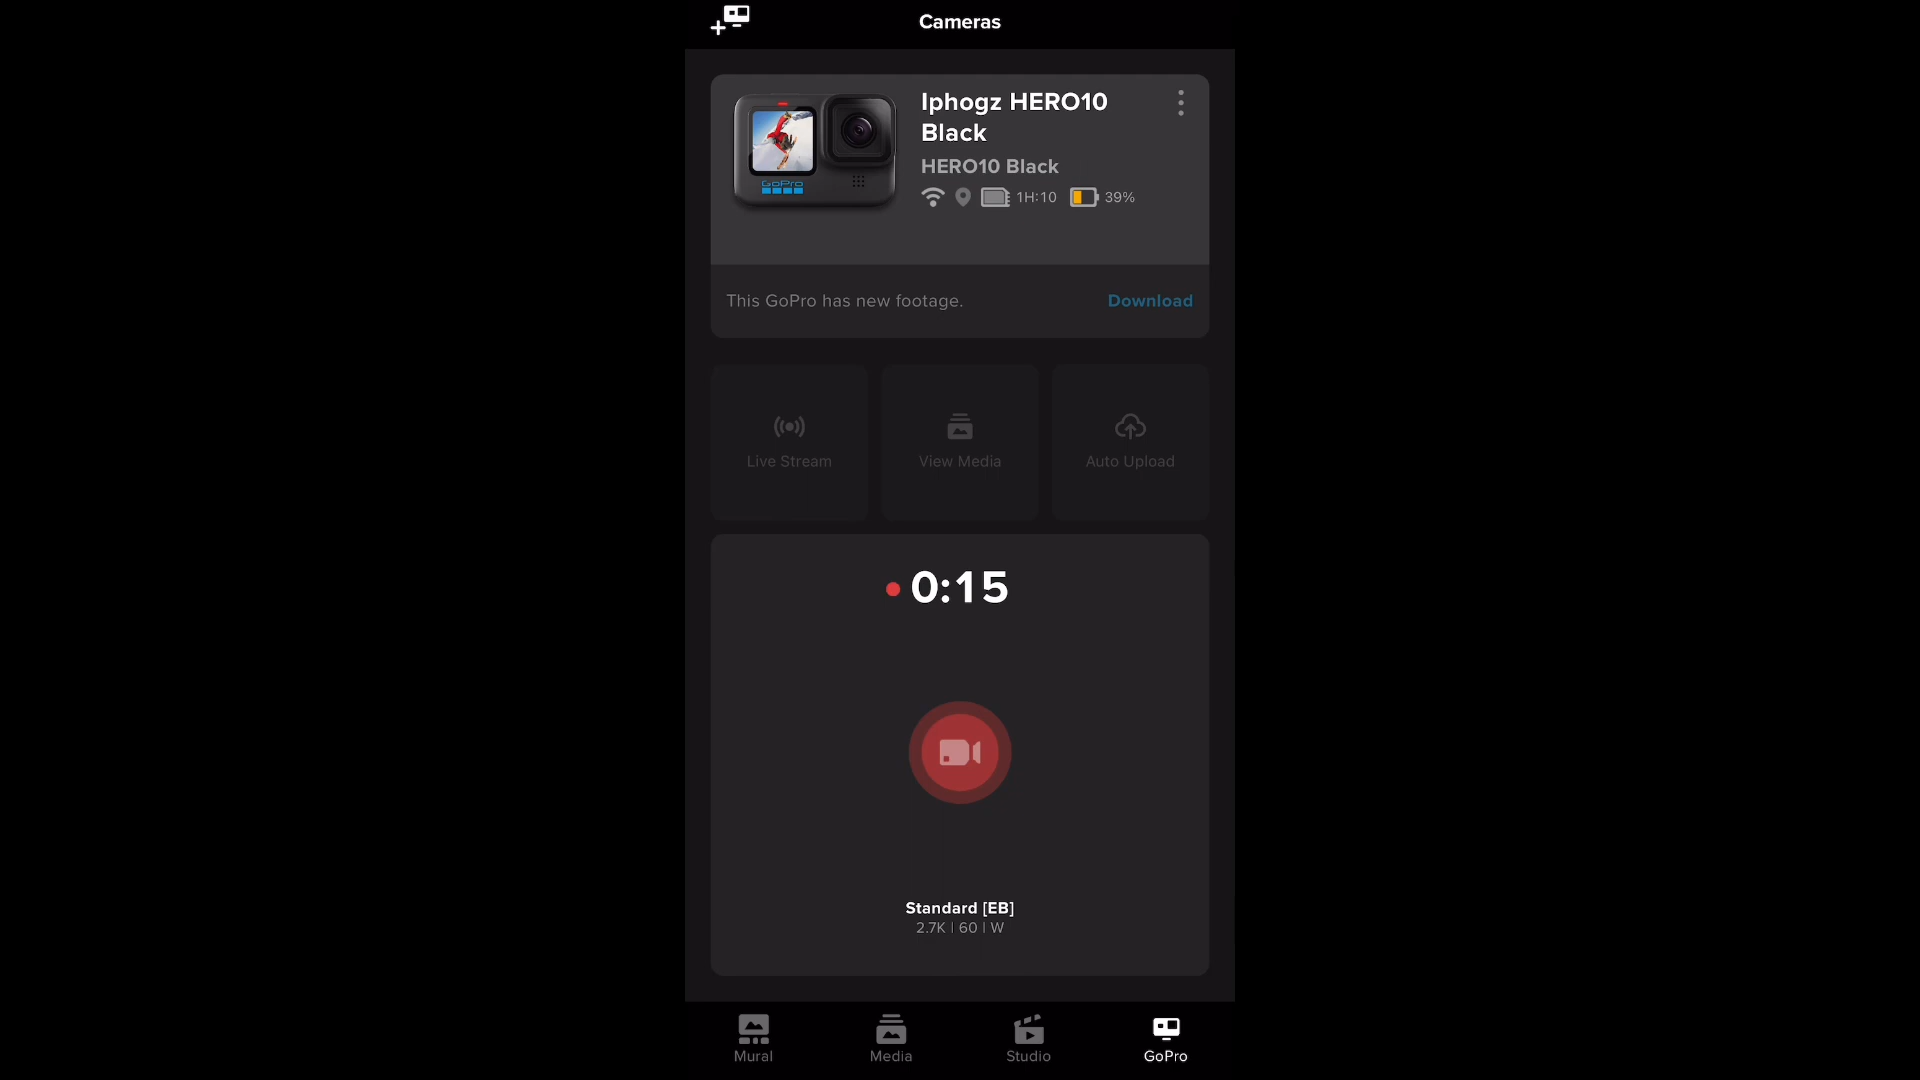 Cameras
Iphogz HERO10
Black
HERO10 Black
1H:10
39%
GoPro
This GoPro has new footage.
Download
Live Stream
View Media
Auto Upload
0:15
Standard [EB]
2.7K | 60 | W
Mural
Media
Studio
GoPro